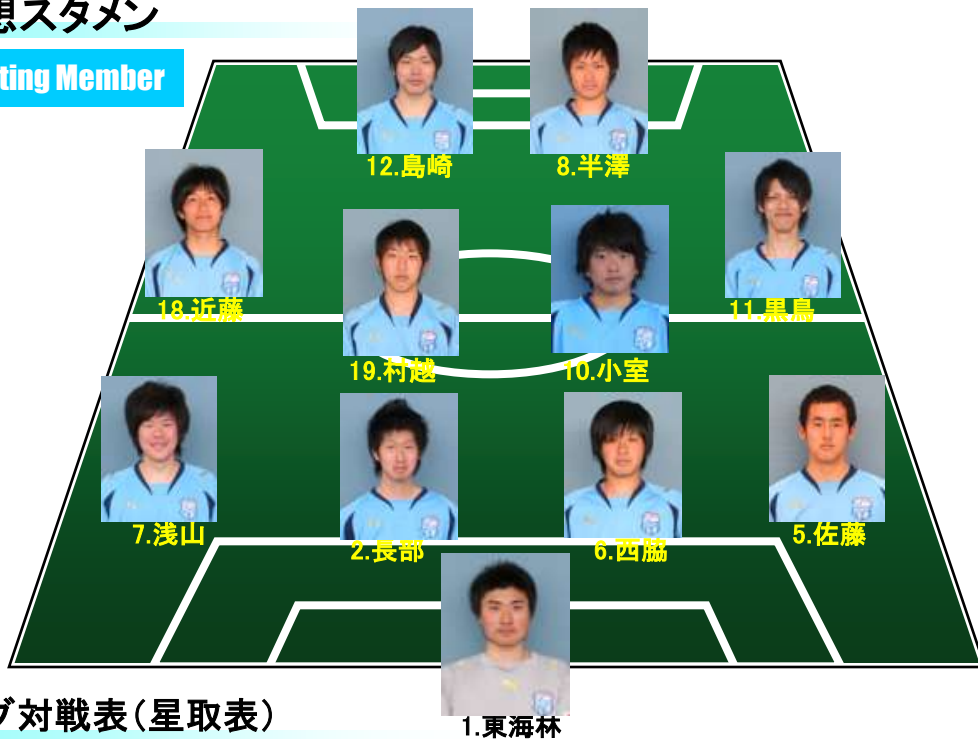 想スタメン
ting Member
12.島崎
8.半澤
18.近藤
11.黒鳥
19.村越
10.小室
7.浅山
2.長部
6.西脇
5.佐藤
1.東海林
グ対戦表(星取表)